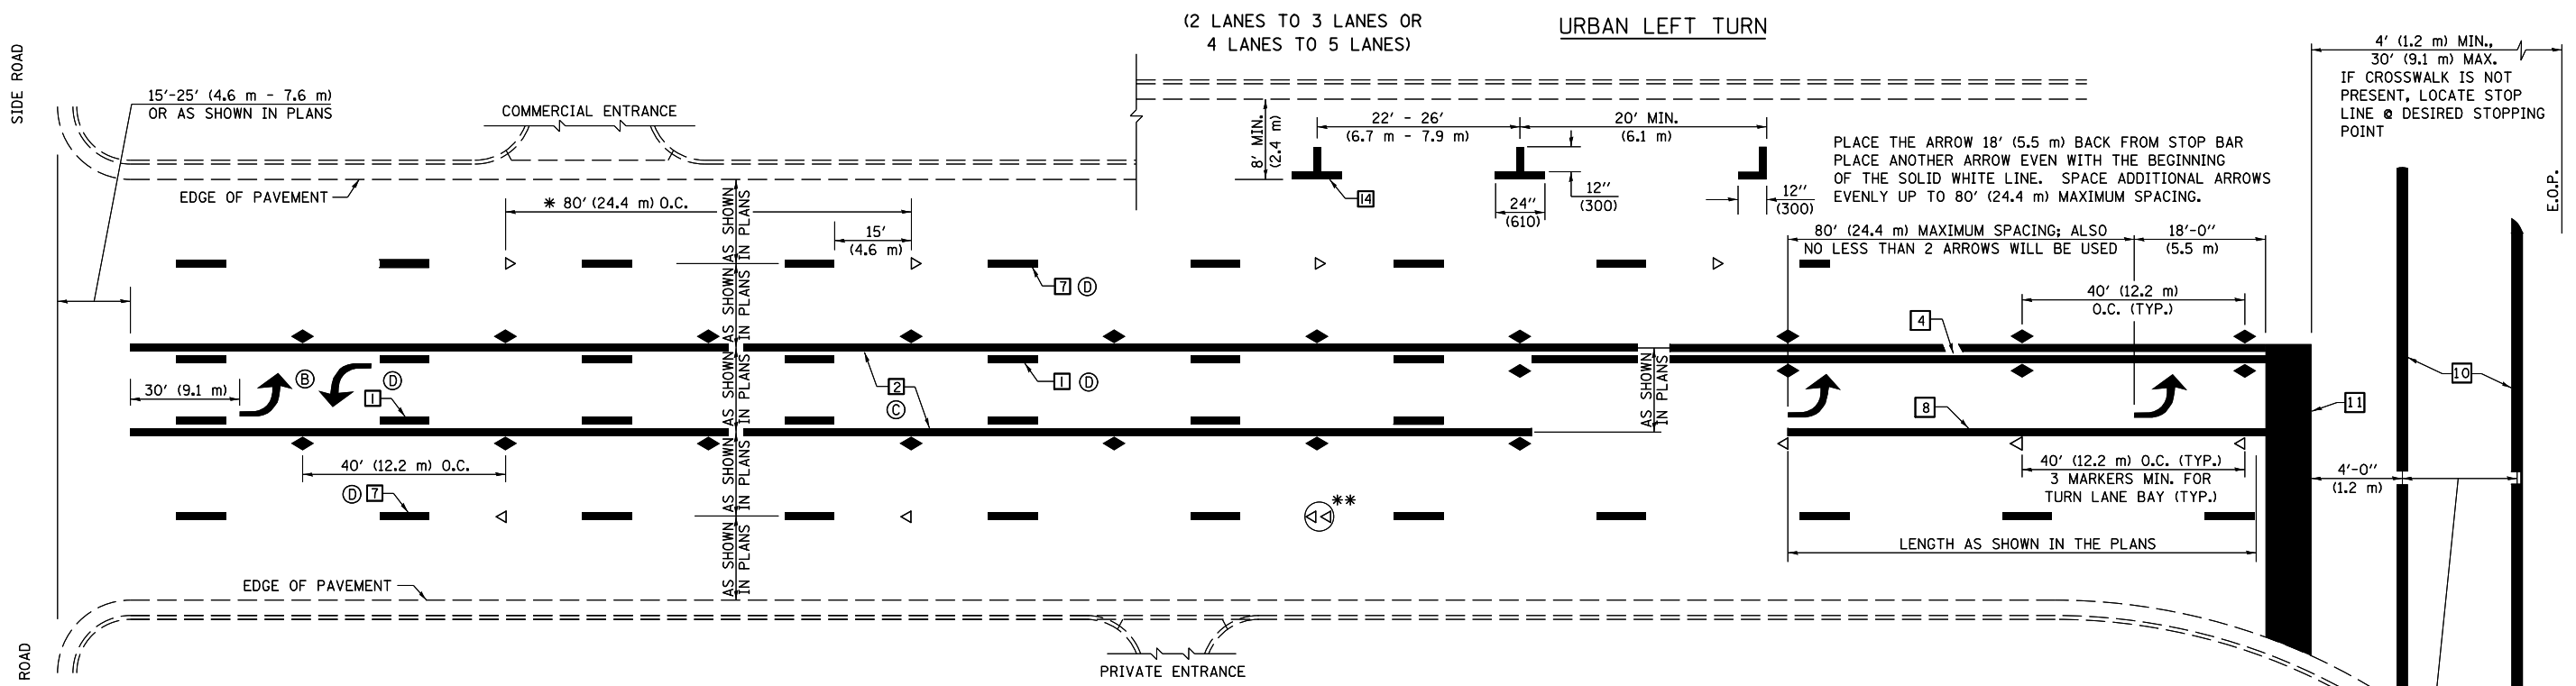 (2 LANES TO 3 LANES OR
4 LANES TO 5 LANES)
URBAN LEFT TURN
SIDE ROAD
15'-25' (4.6 m - 7.6 m)
OR AS SHOWN IN PLANS
COMMERCIAL ENTRANCE
EDGE OF PAVEMENT
* 80' (24.4 m) O.C.
15'
(4.6 m)
8' MIN.
(2.4 m)
22' - 26'
(6.7 m - 7.9 m)
20' MIN.
(6.1 m)
14
24"
(610)
12"
(300)
12"
(300)
PLACE THE ARROW 18' (5.5 m) BACK FROM STOP BAR
PLACE ANOTHER ARROW EVEN WITH THE BEGINNING
OF THE SOLID WHITE LINE. SPACE ADDITIONAL ARROWS
EVENLY UP TO 80' (24.4 m) MAXIMUM SPACING.
4' (1.2 m) MIN.,
30' (9.1 m) MAX.
IF CROSSWALK IS NOT
PRESENT, LOCATE STOP
LINE @ DESIRED STOPPING
POINT
E.O.P.
80' (24.4 m) MAXIMUM SPACING; ALSO
NO LESS THAN 2 ARROWS WILL BE USED
18'-0"
(5.5 m)
40' (12.2 m)
O.C. (TYP.)
AS SHOWN
IN PLANS
AS SHOWN
IN PLANS
AS SHOWN
IN PLANS
AS SHOWN
IN PLANS
AS SHOWN
IN PLANS
7 D
4
30' (9.1 m)
B
D
1
2
C
1 D
AS SHOWN
IN PLANS
8
10
11
40' (12.2 m) O.C.
D 7
**
40' (12.2 m) O.C. (TYP.)
3 MARKERS MIN. FOR
TURN LANE BAY (TYP.)
4'-0"
(1.2 m)
LENGTH AS SHOWN IN THE PLANS
EDGE OF PAVEMENT
PRIVATE ENTRANCE
ROAD